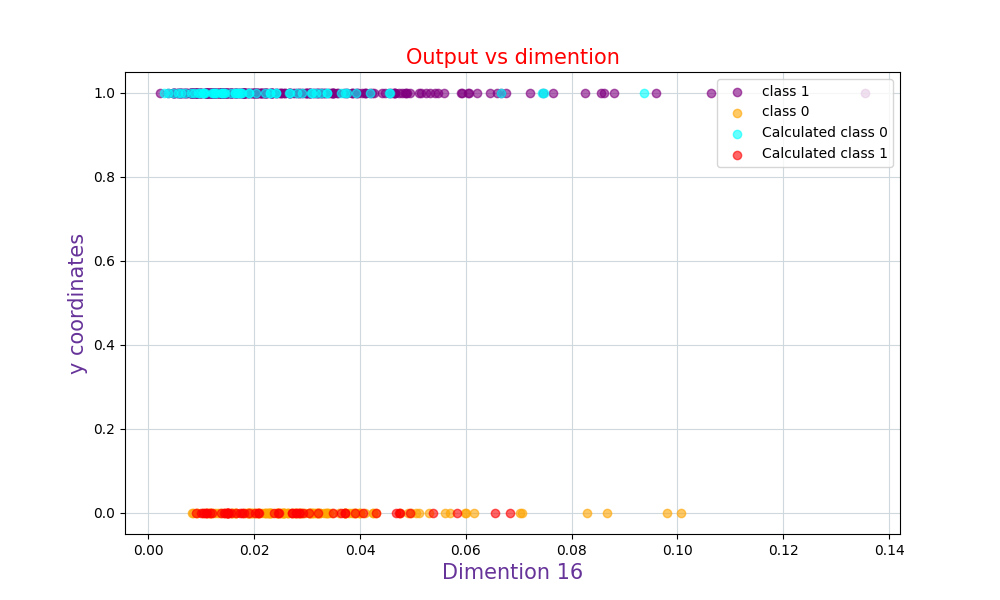 Output vs dimention
class 1
class 0
Calculated class 0
Calculated class 1
1.0
0.8
0.6
0.4
0.2
0.0
y coordinates
0.00 0.02 0.04 0.06 0.08 0.10 0.12 0.14
Dimention 16